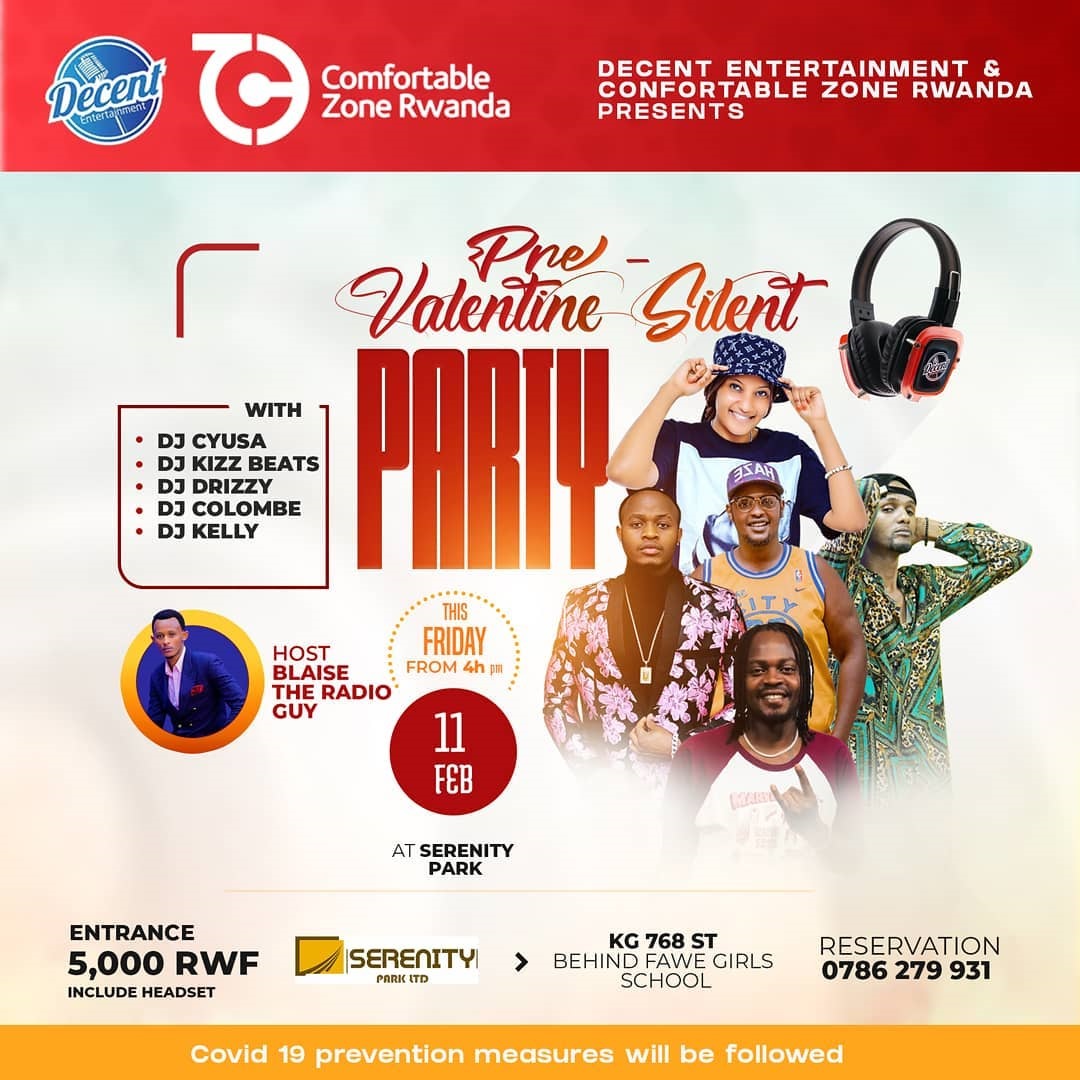 Decent
Entertainment
Comfortable
Zone Rwanda
DECENT ENTERTAINMENT &
CONFORTABLE ZONE RWANDA
PRESENTS
Pre -
Valentine Silent
PARTY
Decent
WITH
• DJ CYUSA
• DJ KIZZ BEATS
• DJ DRIZZY
• DJ COLOMBE
• DJ KELLY
HAZE
CITY
HOST
BLAISE
THE RADIO
GUY
THIS
FRIDAY
FROM 4h pm
11
FEB
AT SERENITY
PARK
ENTRANCE
5,000 RWF
INCLUDE HEADSET
SERENITY
PARK LTD
KG 768 ST
BEHIND FAWE GIRLS
SCHOOL
RESERVATION
0786 279 931
Covid 19 prevention measures will be followed